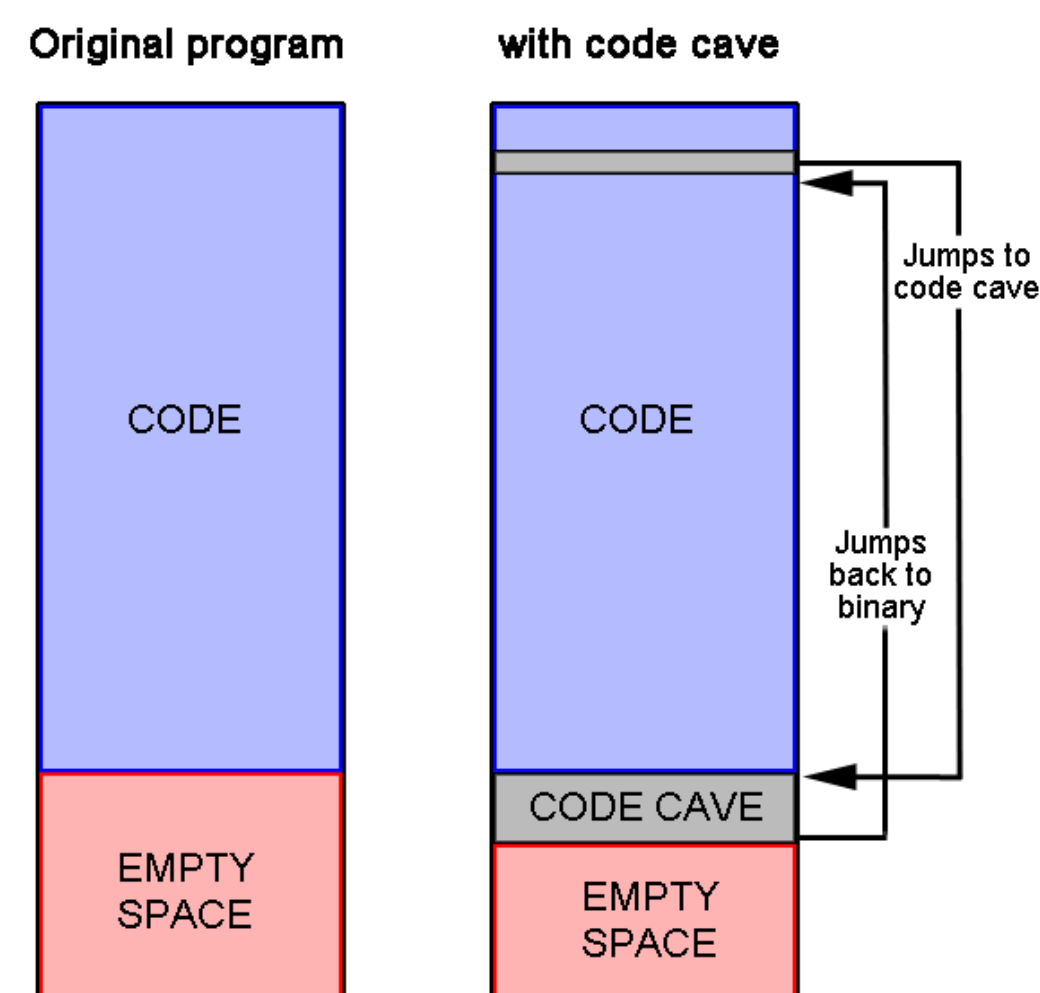 Original program
with code cave
CODE
EMPTY
SPACE
CODE
CODE CAVE
EMPTY
SPACE
Jumps to
code cave
Jumps
back to
binary